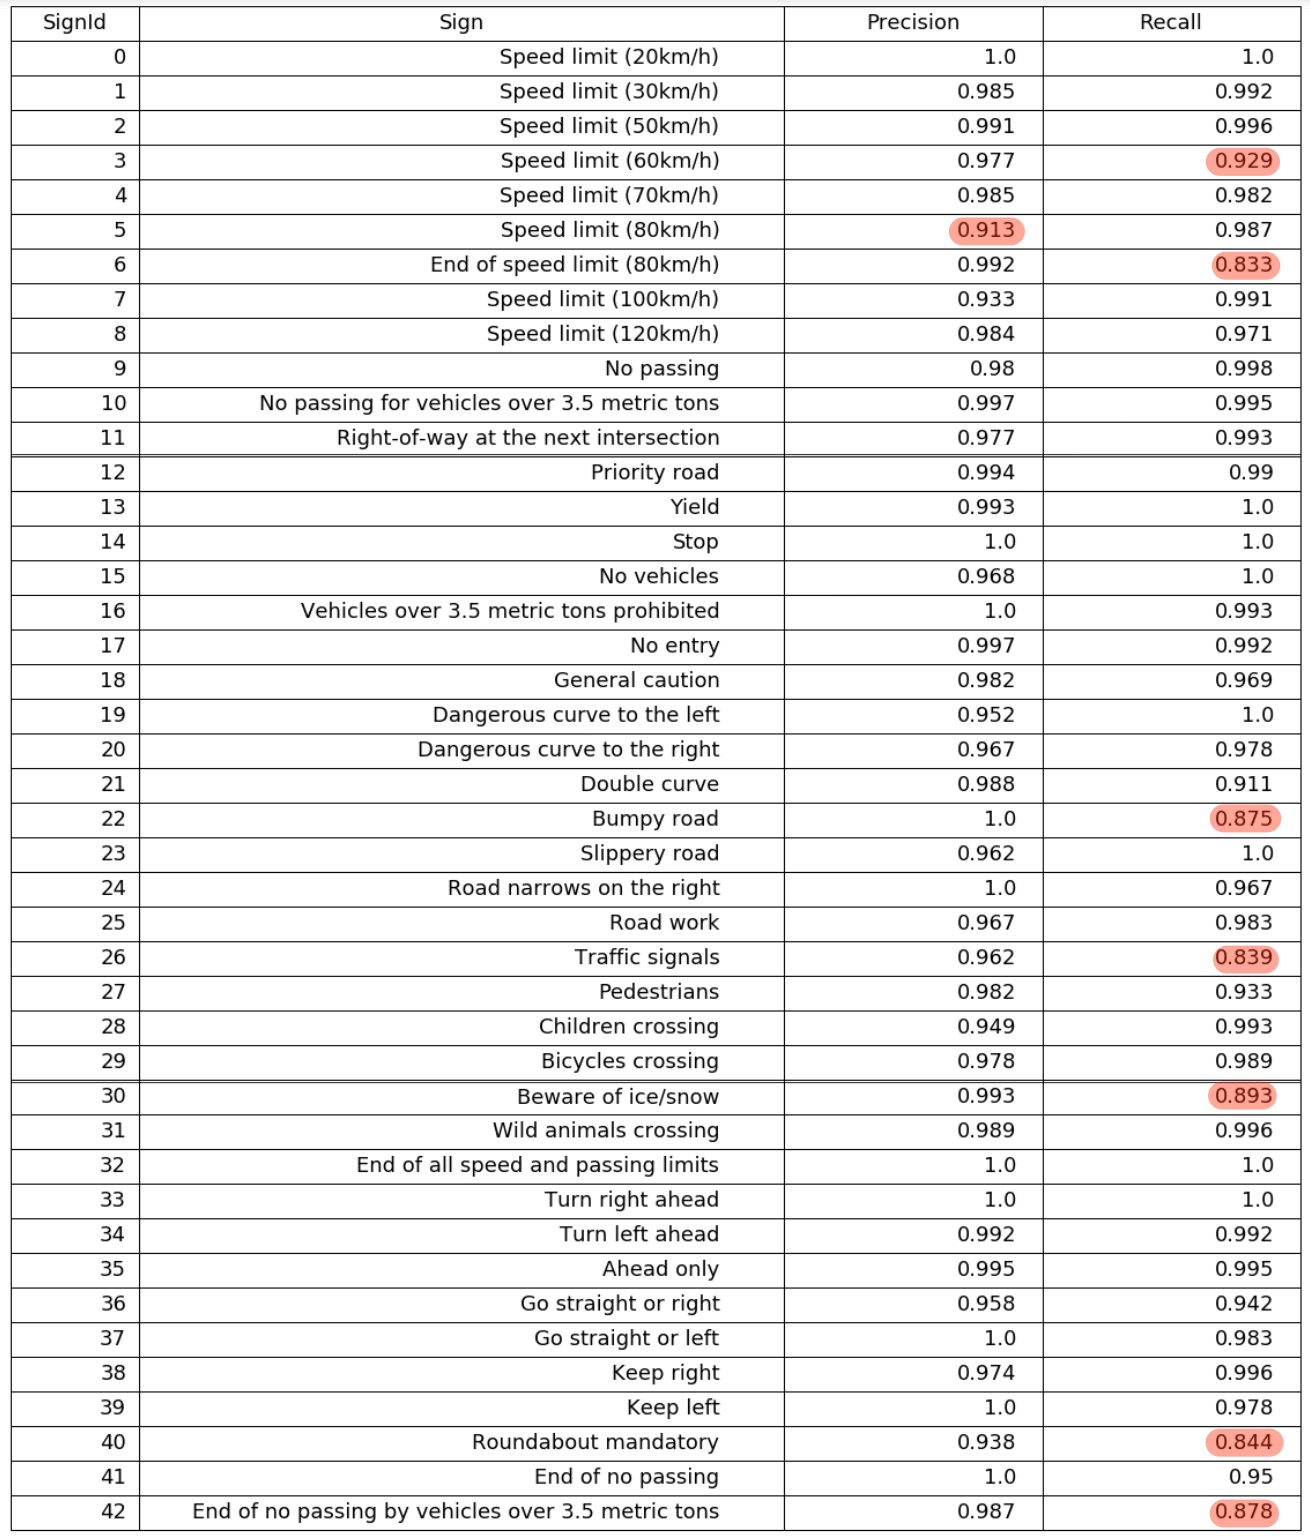 SignId Sign Precision Recall
0 Speed limit (20km/h) 1.0 1.0
1 Speed limit (30km/h) 0.985 0.992
2 Speed limit (50km/h) 0.991 0.996
3 Speed limit (60km/h) 0.977 0.929
4 Speed limit (70km/h) 0.985 0.982
5 Speed limit (80km/h) 0.913 0.987
6 End of speed limit (80km/h) 0.992 0.833
7 Speed limit (100km/h) 0.933 0.991
8 Speed limit (120km/h) 0.984 0.971
9 No passing 0.98 0.998
10 No passing for vehicles over 3.5 metric tons 0.997 0.995
11 Right-of-way at the next intersection 0.977 0.993
12 Priority road 0.994 0.99
13 Yield 0.993 1.0
14 Stop 1.0 1.0
15 No vehicles 0.968 1.0
16 Vehicles over 3.5 metric tons prohibited 1.0 0.993
17 No entry 0.997 0.992
18 General caution 0.982 0.969
19 Dangerous curve to the left 0.952 1.0
20 Dangerous curve to the right 0.967 0.978
21 Double curve 0.988 0.911
22 Bumpy road 1.0 0.875
23 Slippery road 0.962 1.0
24 Road narrows on the right 1.0 0.967
25 Road work 0.967 0.983
26 Traffic signals 0.962 0.839
27 Pedestrians 0.982 0.933
28 Children crossing 0.949 0.993
29 Bicycles crossing 0.978 0.989
30 Beware of ice/snow 0.993 0.893
31 Wild animals crossing 0.989 0.996
32 End of all speed and passing limits 1.0 1.0
33 Turn right ahead 1.0 1.0
34 Turn left ahead 0.992 0.992
35 Ahead only 0.995 0.995
36 Go straight or right 0.958 0.942
37 Go straight or left 1.0 0.983
38 Keep right 0.974 0.996
39 Keep left 1.0 0.978
40 Roundabout mandatory 0.938 0.844
41 End of no passing 1.0 0.95
42 End of no passing by vehicles over 3.5 metric tons 0.987 0.878